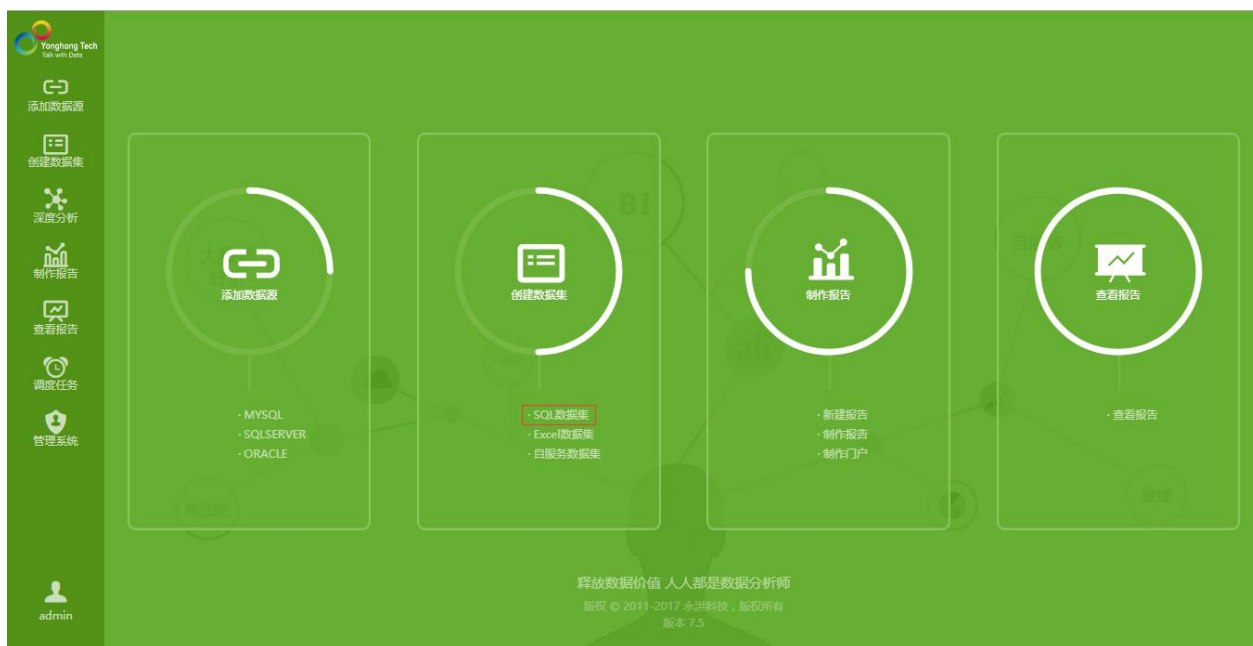 Yonghong Tech
Talk with Data
添加数据源
创建数据集
深度分析
制作报告
查看报告
调度任务
管理系统
admin
BI
添加数据源
· MYSQL
· SQLSERVER
· ORACLE
创建数据集
· SQL数据集
· Excel数据集
· 自服务数据集
制作报告
· 新建报告
· 制作报告
· 制作门户
查看报告
· 查看报告
释放数据价值 人人都是数据分析师
版权 © 2011-2017 永洪科技，版权所有
版本 7.5